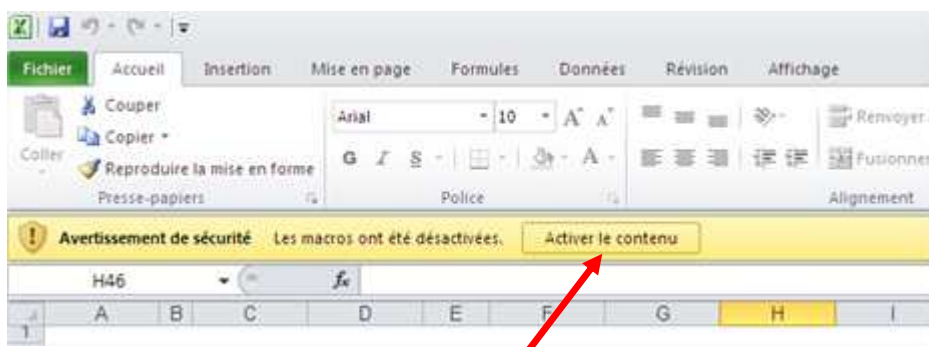 Fichier Accueil Insertion Mise en page Formules Données Révision Affichage
Couper
Copier
Coller
Reproduire la mise en forme
Arial 10 A A
G I S A
Renvoyer
Fusionner
Presse-papiers Police Alignement
Avertissement de sécurité Les macros ont été désactivées. Activer le contenu
H46 fx
A B C D E F G H I
1